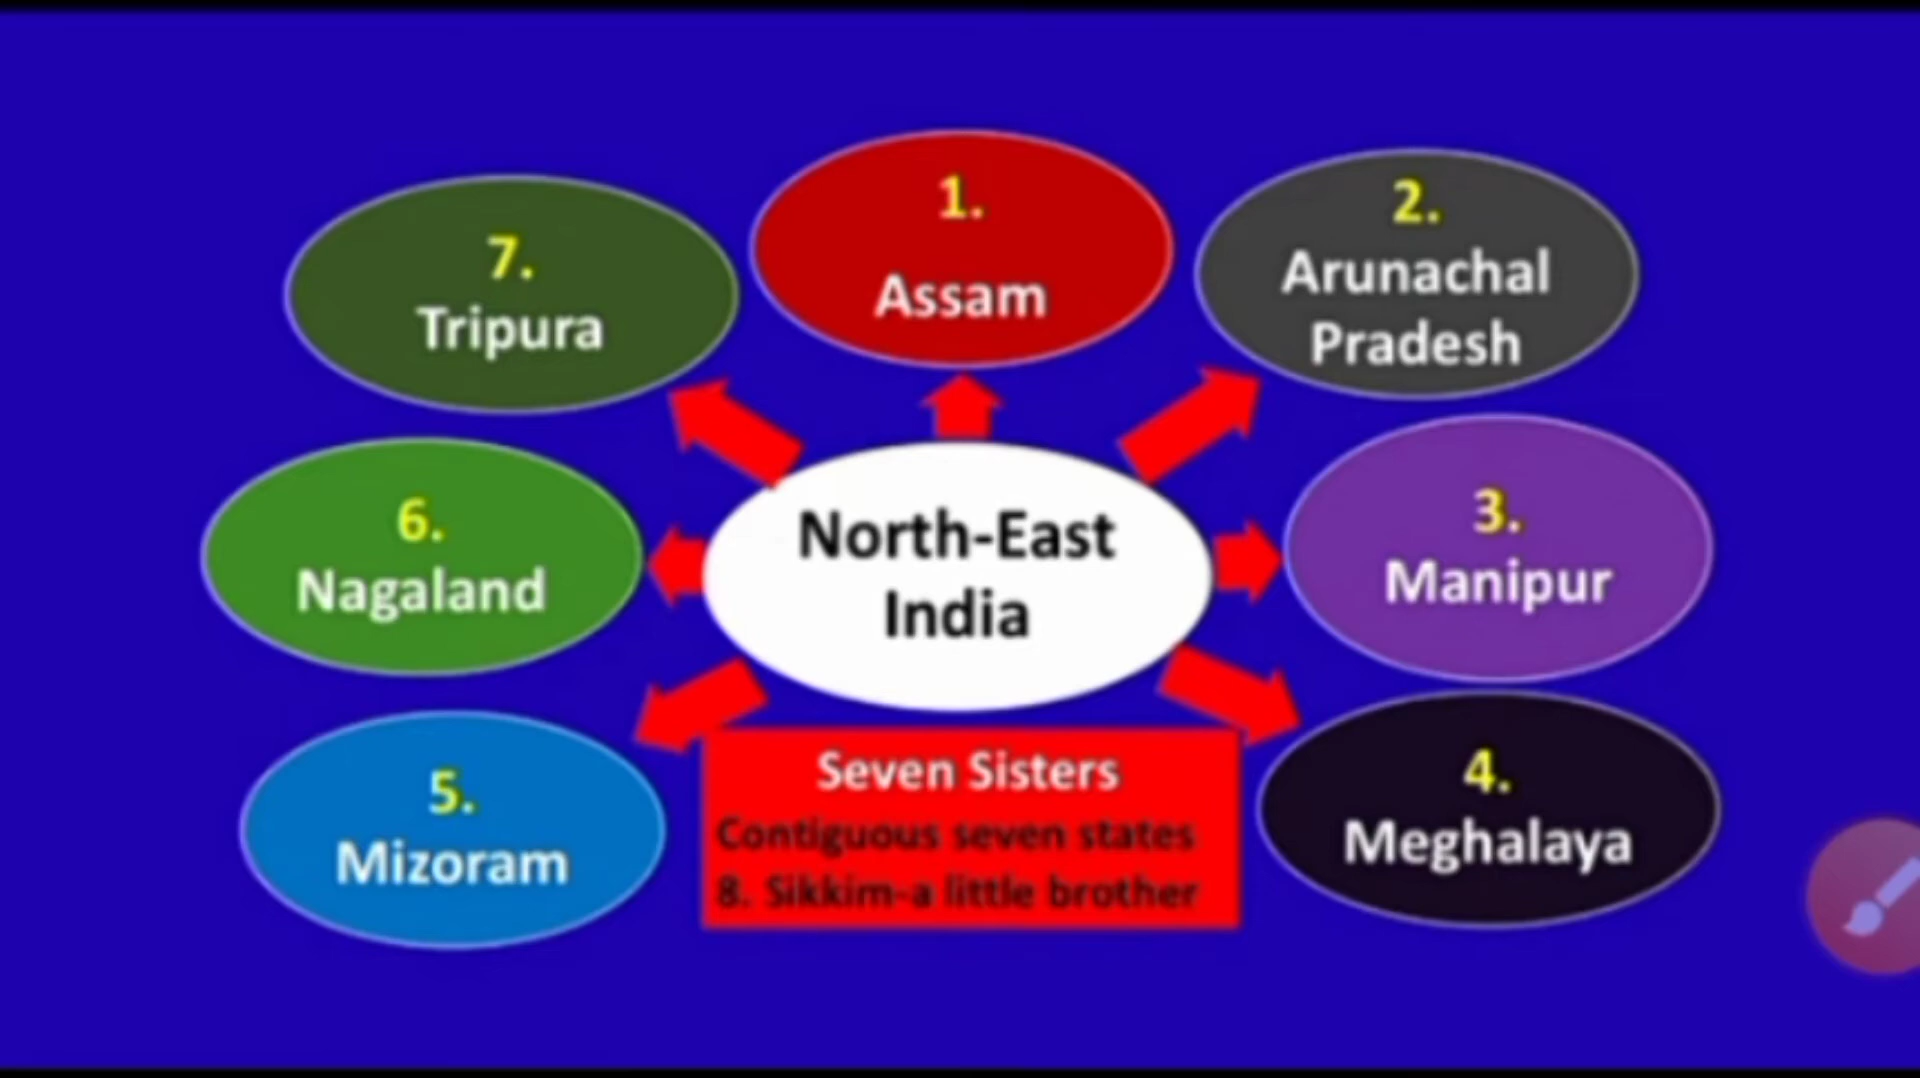 1.
Assam
2.
Arunachal
Pradesh
3.
Manipur
4.
Meghalaya
5.
Mizoram
6.
Nagaland
7.
Tripura
North-East
India
Seven Sisters
Contiguous seven states
8. Sikkim-a little brother